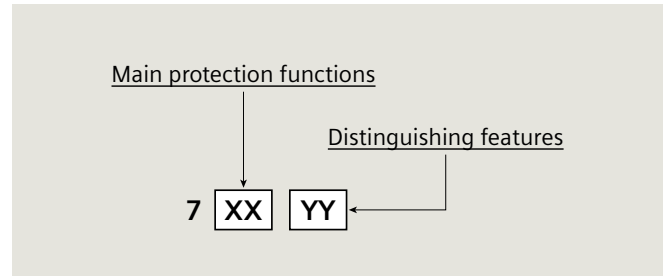 Main protection functions
Distinguishing features
7 XX YY